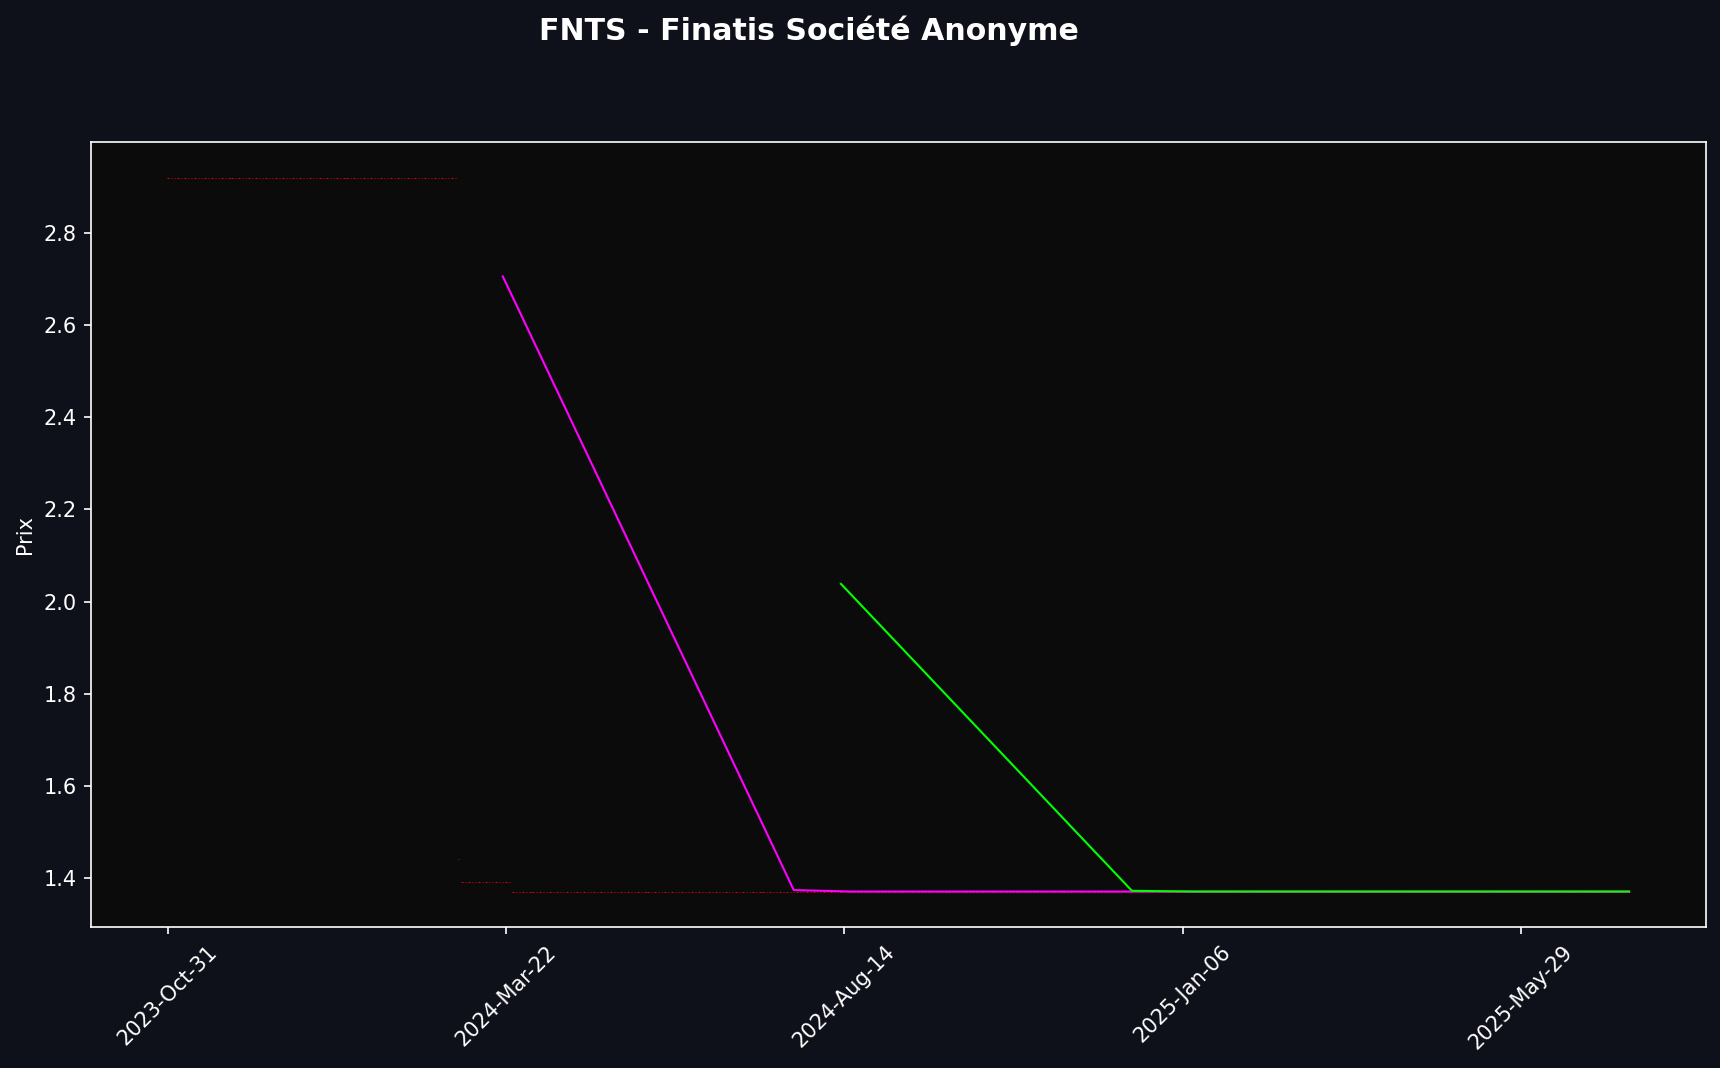 FNTS - Finatis Société Anonyme
Prix
2.8
2.6
2.4
2.2
2.0
1.8
1.6
1.4
2023-Oct-31
2024-Mar-22
2024-Aug-14
2025-Jan-06
2025-May-29